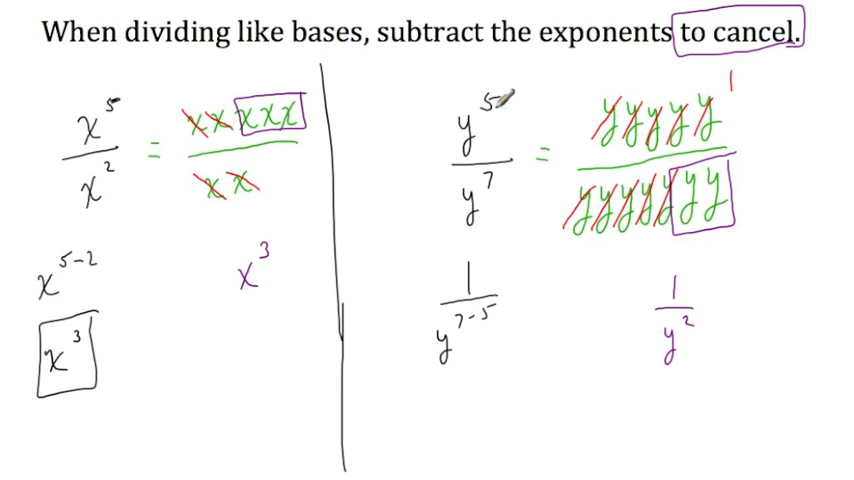 When dividing like bases, subtract the exponents to cancel.
x^5 / x^2 = xxxxx / xx
x^{5-2}
x^3
x^3
y^5 / y^7 = yyyyy 1 / yyyyyyy
1 / y^{7-5}
1 / y^2